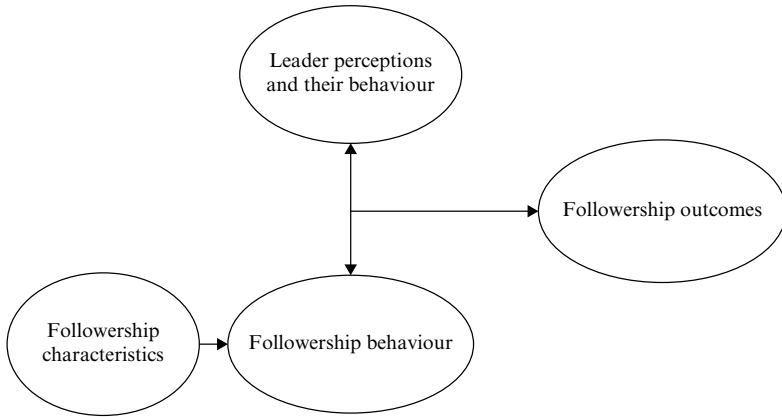 Leader perceptions
and their behaviour
Followership outcomes
Followership
characteristics
Followership behaviour